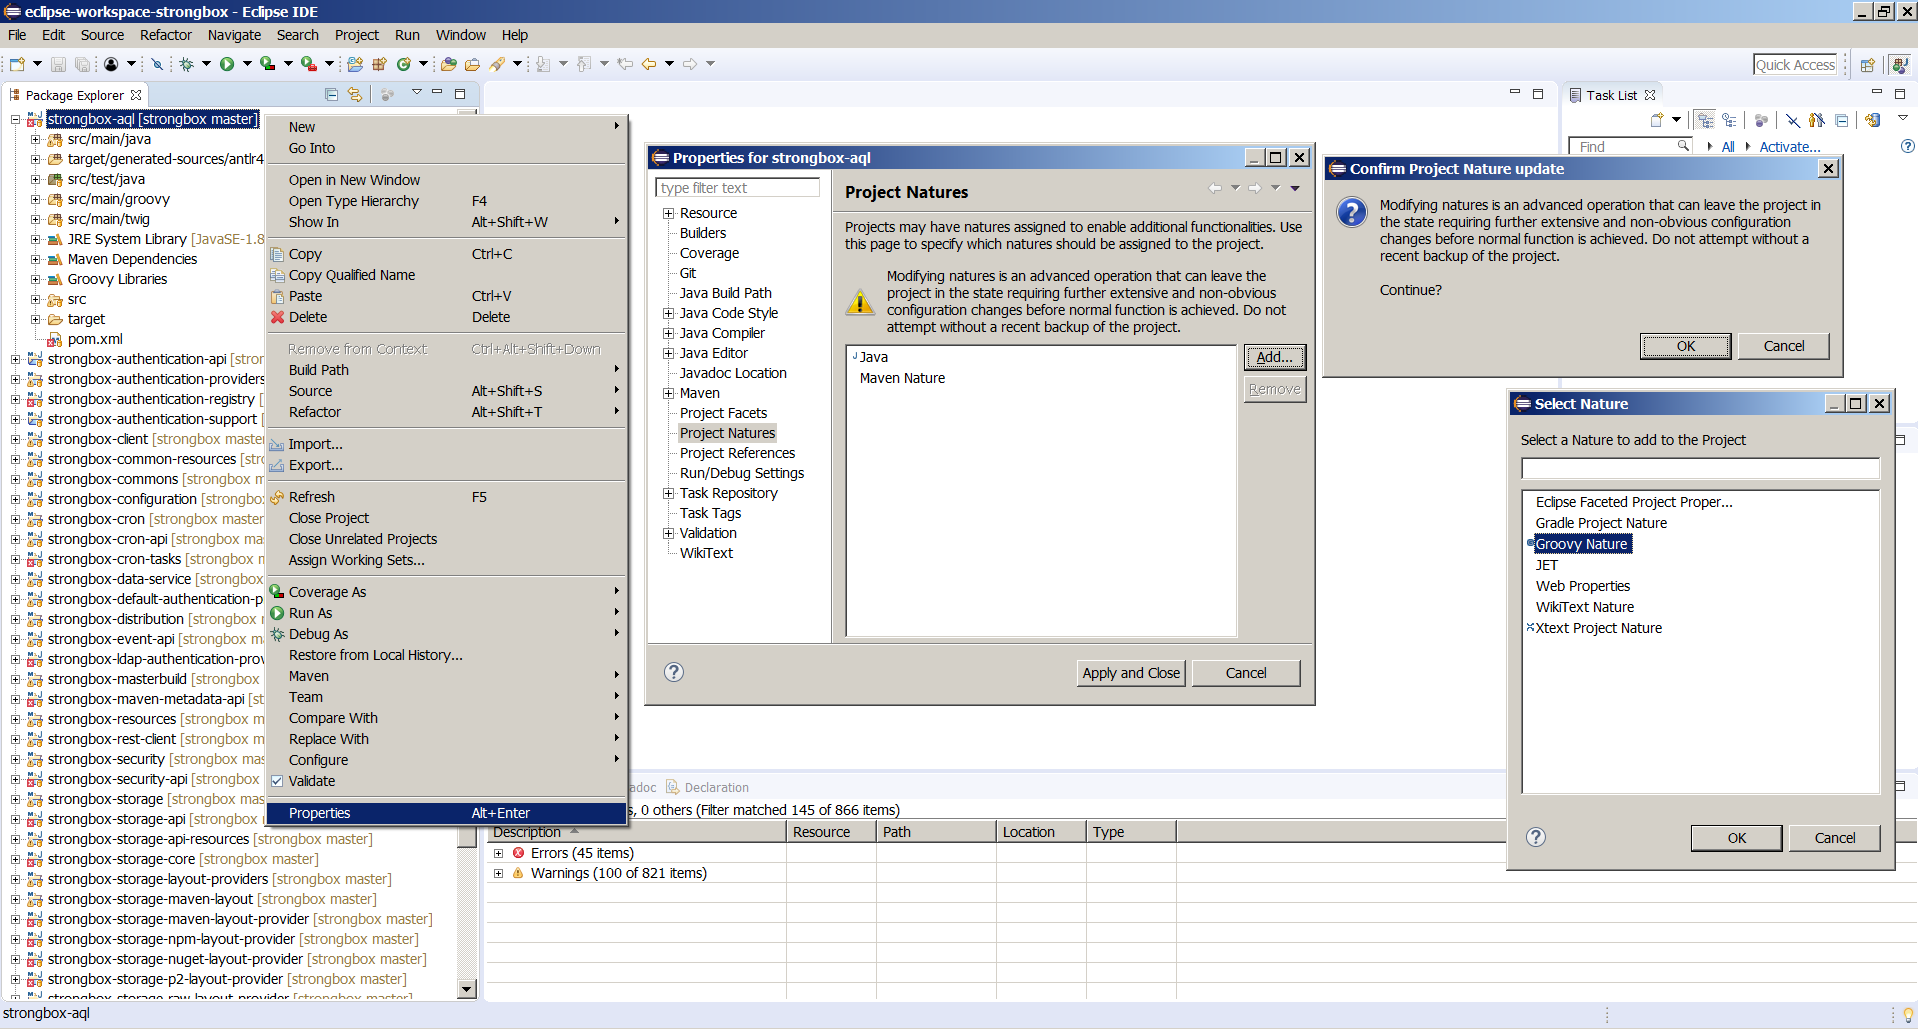 eclipse-workspace-strongbox - Eclipse IDE
File Edit Source Refactor Navigate Search Project Run Window Help
Quick Access
Package Explorer
strongbox-aql [strongbox master]
src/main/java
target/generated-sources/antlr4
src/test/java
src/main/groovy
src/main/twig
JRE System Library [JavaSE-1.8
Maven Dependencies
Groovy Libraries
src
target
pom.xml
strongbox-authentication-api [stron
strongbox-authentication-providers
strongbox-authentication-registry [
strongbox-authentication-support [
strongbox-client [strongbox master
strongbox-common-resources [stro
strongbox-commons [strongbox m
strongbox-configuration [strongbox
strongbox-cron [strongbox master
strongbox-cron-api [strongbox ma
strongbox-cron-tasks [strongbox
strongbox-data-service [strongbox
strongbox-default-authentication-p
strongbox-distribution [strongbox
strongbox-event-api [strongbox m
strongbox-ldap-authentication-prov
strongbox-masterbuild [strongbox
strongbox-maven-metadata-api [st
strongbox-resources [strongbox m
strongbox-rest-client [strongbox m
strongbox-security [strongbox mas
strongbox-security-api [strongbox
strongbox-storage [strongbox mas
strongbox-storage-api [strongbox
strongbox-storage-api-resources [strongbox master]
strongbox-storage-core [strongbox master]
strongbox-storage-layout-providers [strongbox master]
strongbox-storage-maven-layout [strongbox master]
strongbox-storage-maven-layout-provider [strongbox master]
strongbox-storage-npm-layout-provider [strongbox master]
strongbox-storage-nuget-layout-provider [strongbox master]
strongbox-storage-p2-layout-provider [strongbox master]
strongbox-storage-raw-layout-provider [strongbox master]
strongbox-aql
New
Go Into
Open in New Window
Open Type Hierarchy F4
Show In Alt+Shift+W
Copy Ctrl+C
Copy Qualified Name
Paste Ctrl+V
Delete Delete
Remove from Context Ctrl+Alt+Shift+Down
Build Path
Source Alt+Shift+S
Refactor Alt+Shift+T
Import...
Export...
Refresh F5
Close Project
Close Unrelated Projects
Assign Working Sets...
Coverage As
Run As
Debug As
Restore from Local History...
Maven
Team
Compare With
Replace With
Configure
Validate
Properties Alt+Enter
Properties for strongbox-aql
type filter text
Resource
Builders
Coverage
Git
Java Build Path
Java Code Style
Java Compiler
Java Editor
Javadoc Location
Maven
Project Facets
Project Natures
Project References
Run/Debug Settings
Task Repository
Task Tags
Validation
WikiText
Project Natures
Projects may have natures assigned to enable additional functionalities. Use
this page to specify which natures should be assigned to the project.
Modifying natures is an advanced operation that can leave the
project in the state requiring further extensive and non-obvious
configuration changes before normal function is achieved. Do not
attempt without a recent backup of the project.
Java
Maven Nature
Add...
Remove
Apply and Close Cancel
Task List
Find All Activate...
Confirm Project Nature update
Modifying natures is an advanced operation that can leave the project in
the state requiring further extensive and non-obvious configuration
changes before normal function is achieved. Do not attempt without a
recent backup of the project.
Continue?
OK Cancel
Select Nature
Select a Nature to add to the Project
Eclipse Faceted Project Proper...
Gradle Project Nature
Groovy Nature
JET
Web Properties
WikiText Nature
Xtext Project Nature
OK Cancel
adoc Declaration
s, 0 others (Filter matched 145 of 866 items)
Description Resource Path Location Type
Errors (45 items)
Warnings (100 of 821 items)